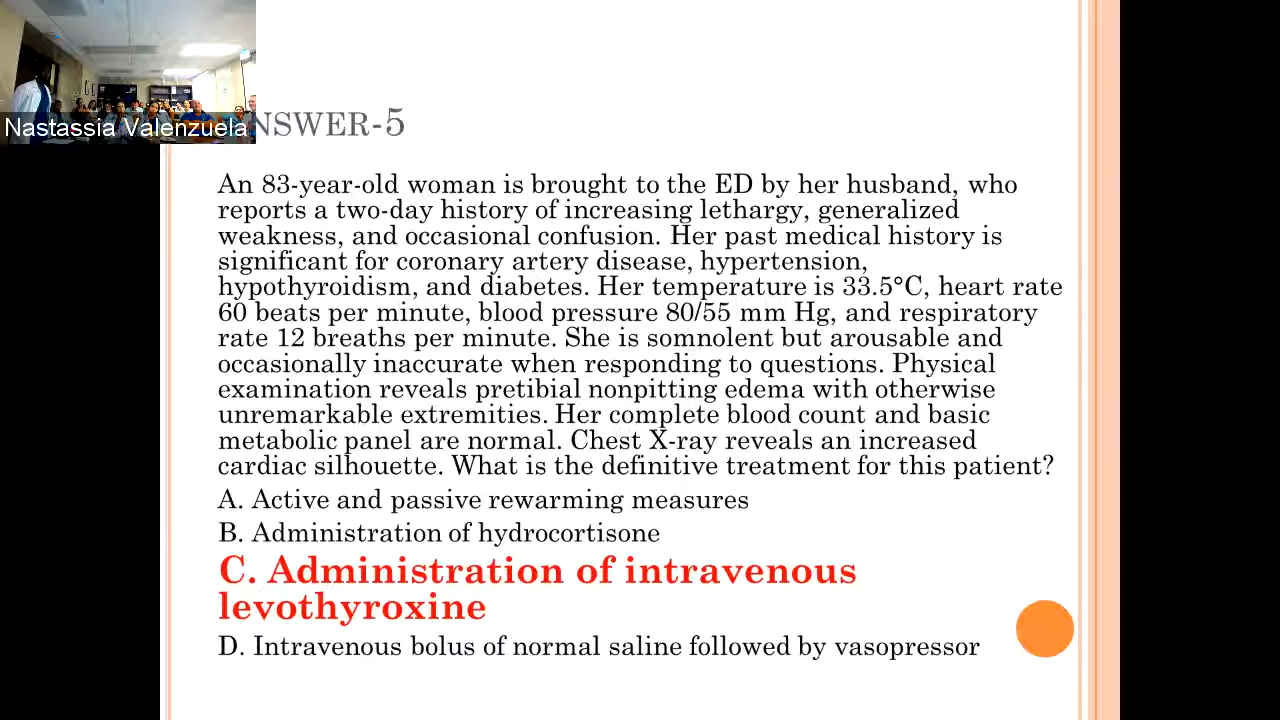 Nastassia Valenzuela
NSWER-5
An 83-year-old woman is brought to the ED by her husband, who
reports a two-day history of increasing lethargy, generalized
weakness, and occasional confusion. Her past medical history is
significant for coronary artery disease, hypertension,
hypothyroidism, and diabetes. Her temperature is 33.5°C, heart rate
60 beats per minute, blood pressure 80/55 mm Hg, and respiratory
rate 12 breaths per minute. She is somnolent but arousable and
occasionally inaccurate when responding to questions. Physical
examination reveals pretibial nonpitting edema with otherwise
unremarkable extremities. Her complete blood count and basic
metabolic panel are normal. Chest X-ray reveals an increased
cardiac silhouette. What is the definitive treatment for this patient?
A. Active and passive rewarming measures
B. Administration of hydrocortisone
C. Administration of intravenous
levothyroxine
D. Intravenous bolus of normal saline followed by vasopressor